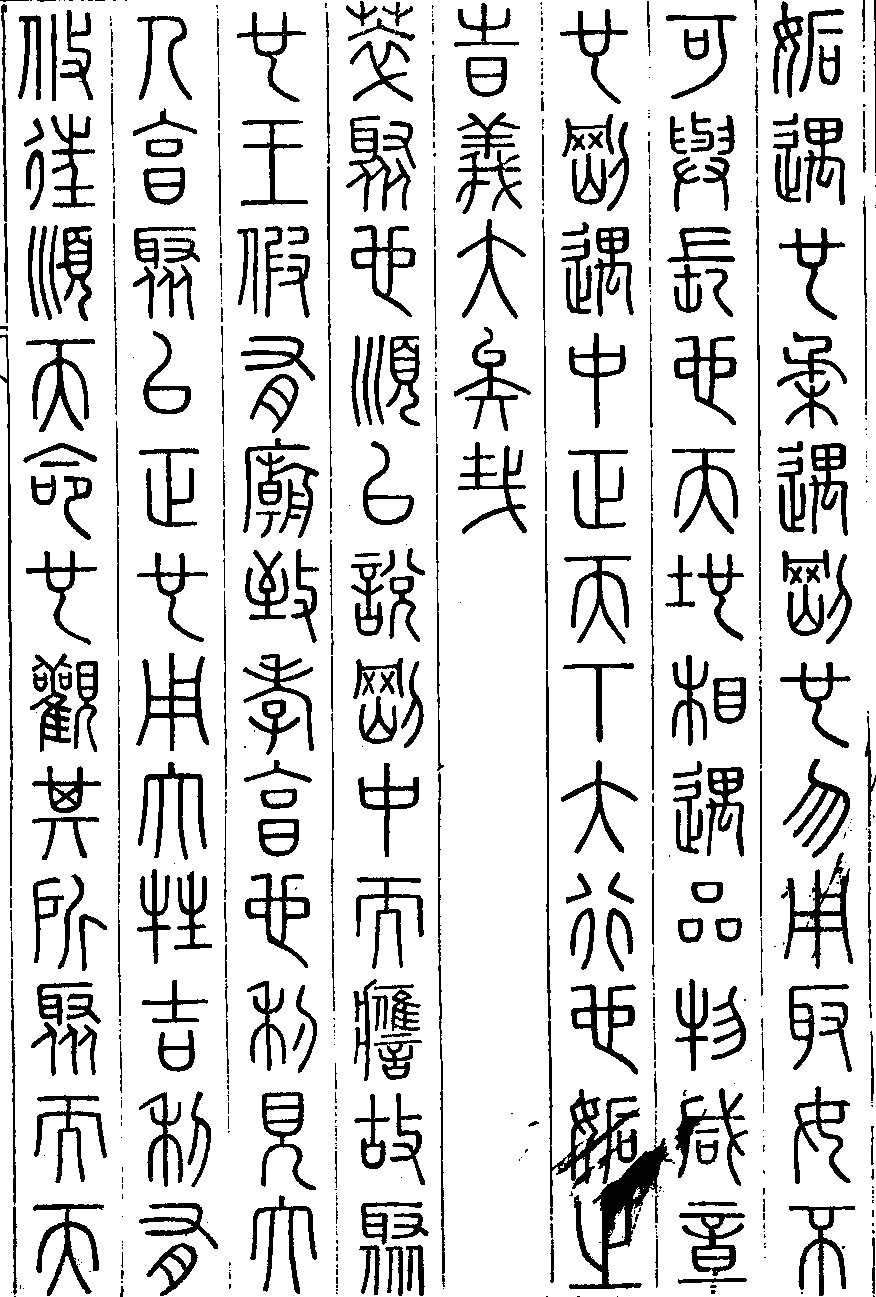 姤遇也柔遇剛也勿用取女不
可與長也天地相遇品物咸章
也剛遇中正天下大行也姤之
旹義大矣哉
萃聚也順以說剛中而應故聚
也王假有廟致孝享也利見大
人亨聚以正也用大牲吉利有
攸往順天命也觀其所聚而天